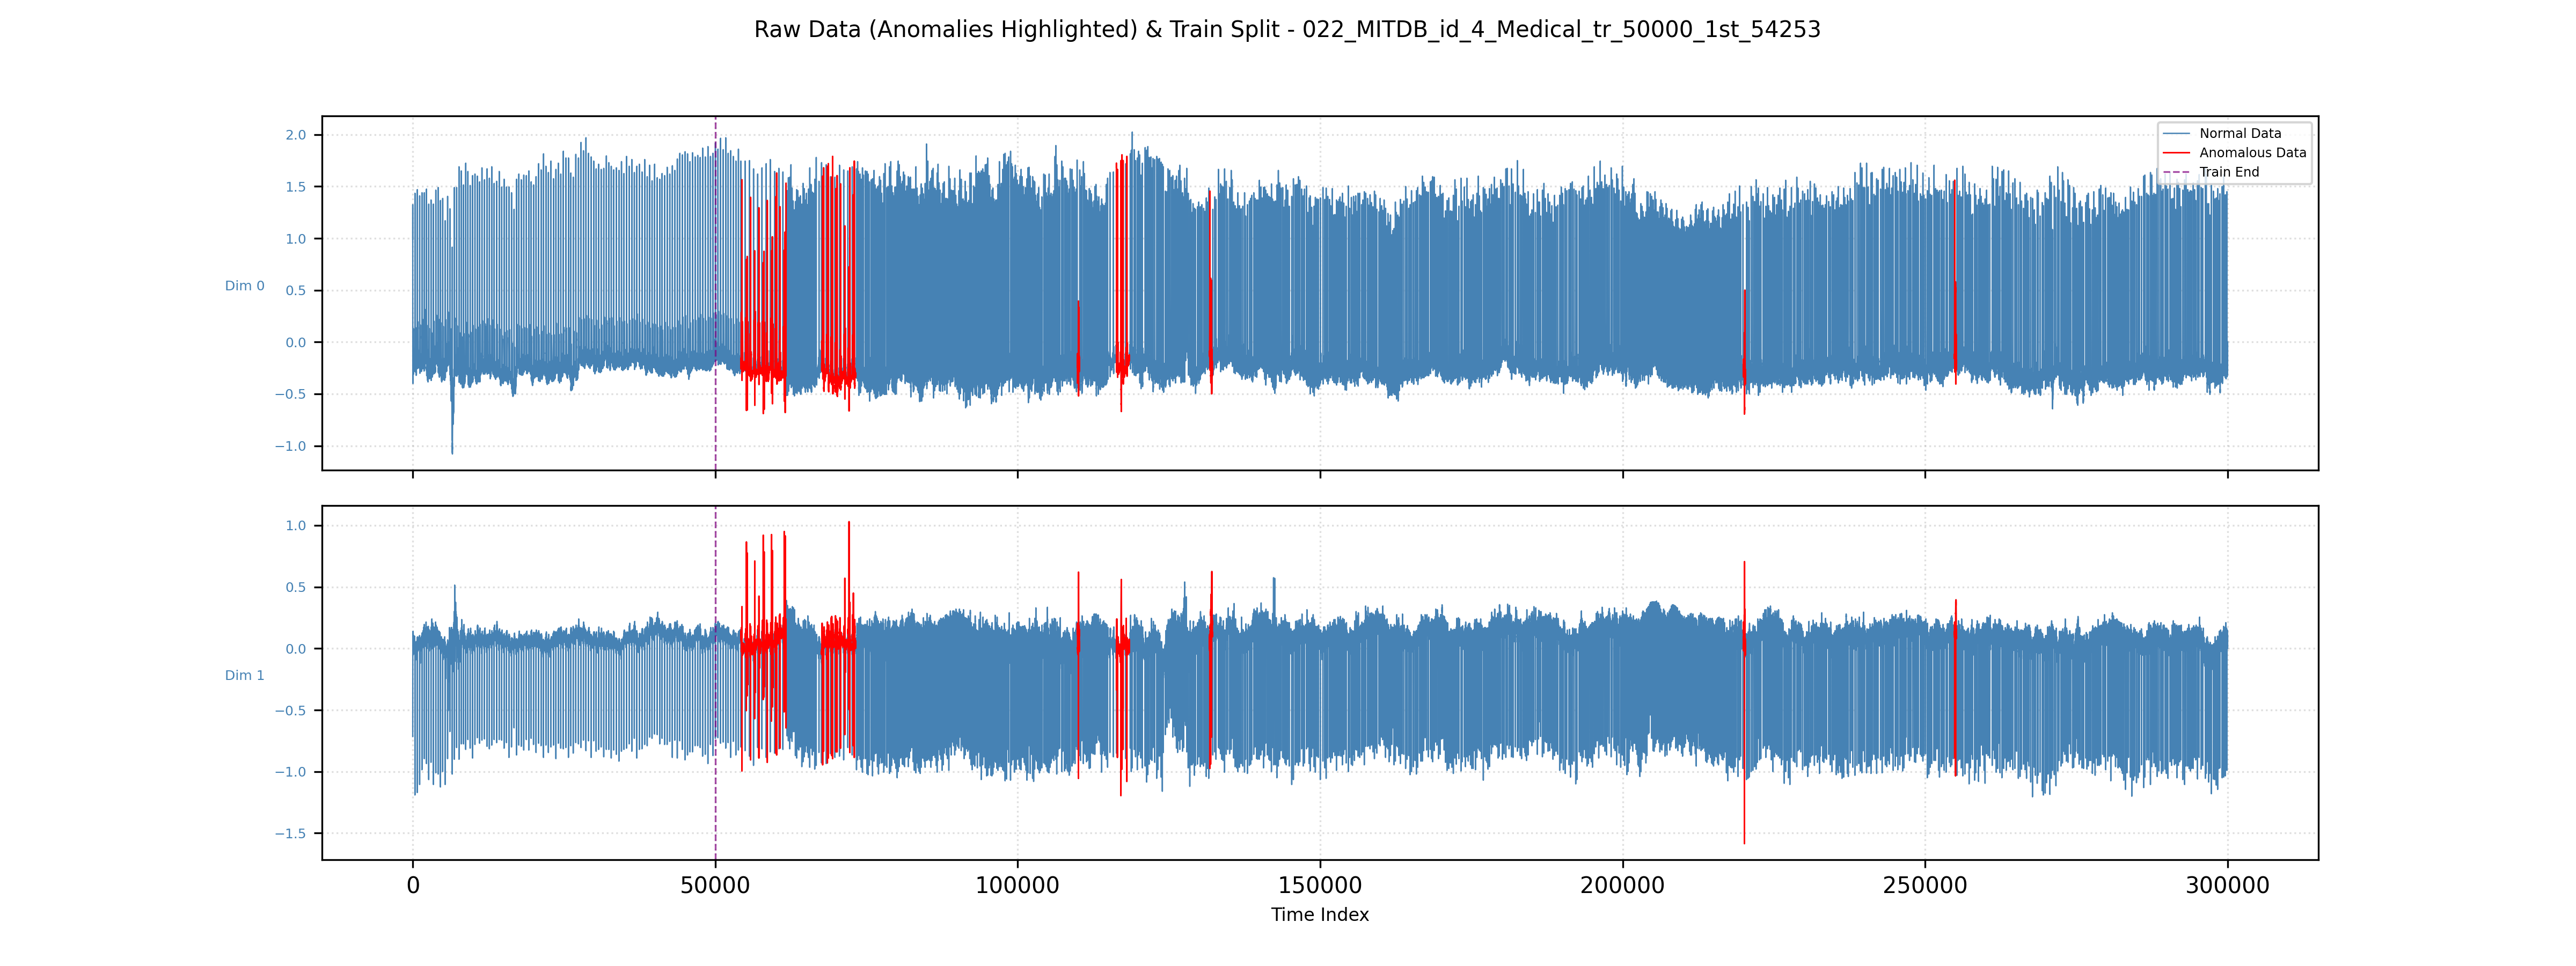 Raw Data (Anomalies Highlighted) & Train Split - 022_MITDB_id_4_Medical_tr_50000_1st_54253
2.0
1.5
1.0
0.5
0.0
−0.5
−1.0
Dim 0
Normal Data
Anomalous Data
Train End
1.0
0.5
0.0
−0.5
−1.0
−1.5
Dim 1
0 50000 100000 150000 200000 250000 300000
Time Index